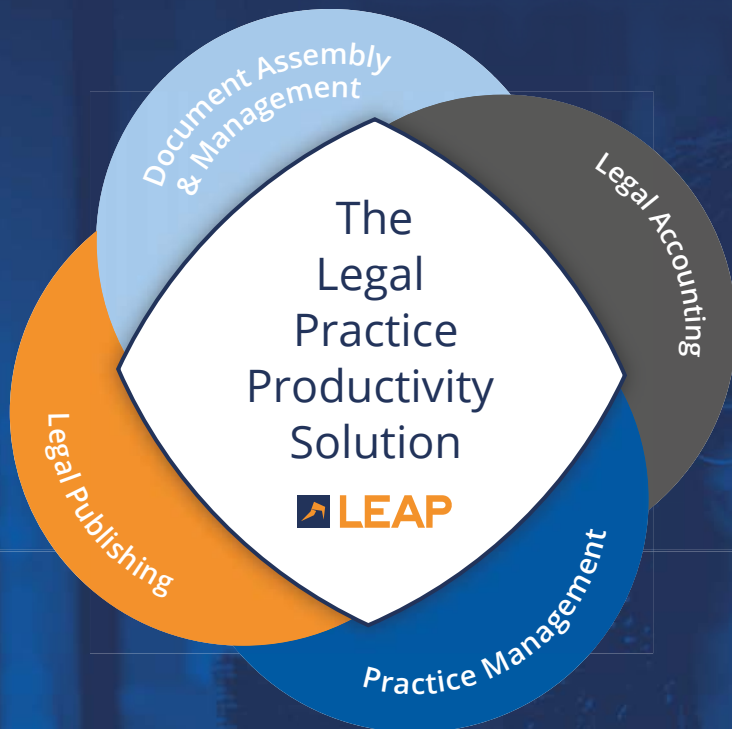 Document Assembly
& Management
Legal Accounting
The
Legal
Practice
Productivity
Solution
LEAP
Legal Publishing
Practice Management